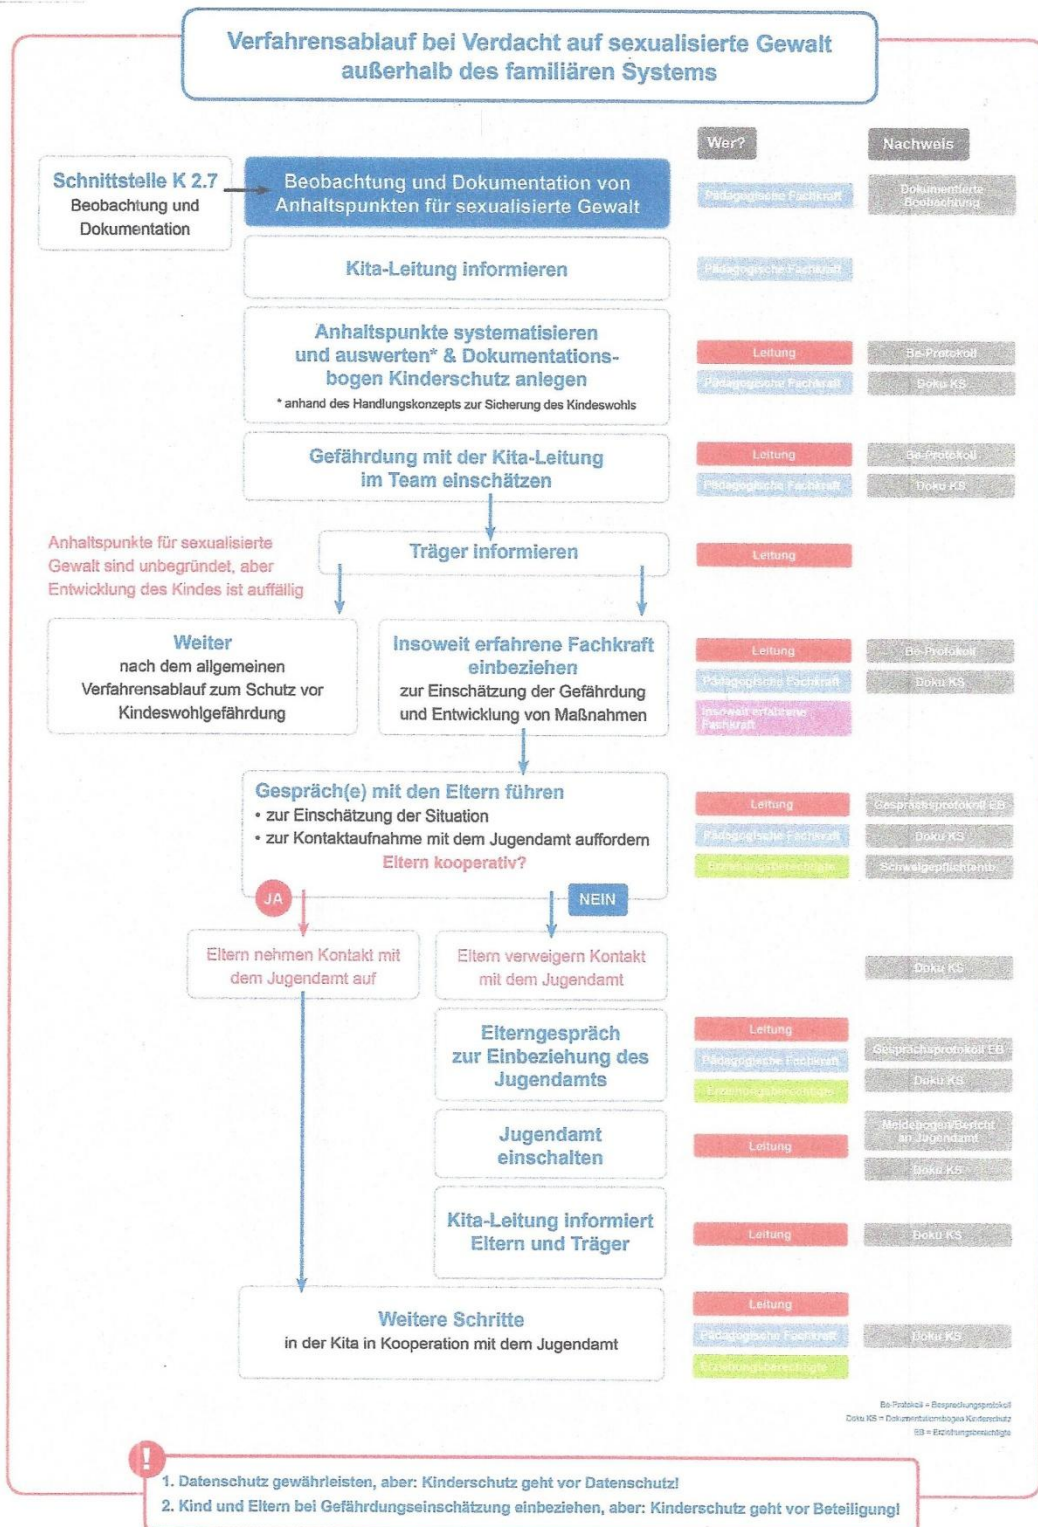 Verfahrensablauf bei Verdacht auf sexualisierte Gewalt
außerhalb des familiären Systems
Wer?
Nachweis
Schnittstelle K 2.7
Beobachtung und
Dokumentation
Beobachtung und Dokumentation von
Anhaltspunkten für sexualisierte Gewalt
Pädagogische Fachkraft
Dokumentierte
Beobachtung
Kita-Leitung informieren
Pädagogische Fachkraft
Anhaltspunkte systematisieren
und auswerten* & Dokumentations-
bogen Kinderschutz anlegen
* anhand des Handlungskonzepts zur Sicherung des Kindeswohls
Leitung
Be-Protokoll
Pädagogische Fachkraft
Doku KS
Gefährdung mit der Kita-Leitung
im Team einschätzen
Leitung
Be-Protokoll
Pädagogische Fachkraft
Doku KS
Anhaltspunkte für sexualisierte
Gewalt sind unbegründet, aber
Entwicklung des Kindes ist auffällig
Träger informieren
Leitung
Weiter
nach dem allgemeinen
Verfahrensablauf zum Schutz vor
Kindeswohlgefährdung
Insoweit erfahrene Fachkraft
einbeziehen
zur Einschätzung der Gefährdung
und Entwicklung von Maßnahmen
Leitung
Be-Protokoll
Pädagogische Fachkraft
Doku KS
Insoweit erfahrene
Fachkraft
Gespräch(e) mit den Eltern führen
• zur Einschätzung der Situation
• zur Kontaktaufnahme mit dem Jugendamt auffordern
Eltern kooperativ?
Leitung
Gesprächsprotokoll EB
Pädagogische Fachkraft
Doku KS
Erziehungsberechtigte
Schweigepflichtentb.
JA
NEIN
Eltern nehmen Kontakt mit
dem Jugendamt auf
Eltern verweigern Kontakt
mit dem Jugendamt
Doku KS
Elterngespräch
zur Einbeziehung des
Jugendamts
Leitung
Pädagogische Fachkraft
Gesprächsprotokoll EB
Erziehungsberechtigte
Doku KS
Jugendamt
einschalten
Leitung
Meldebogen/Bericht
an Jugendamt
Doku KS
Kita-Leitung informiert
Eltern und Träger
Leitung
Doku KS
Weitere Schritte
in der Kita in Kooperation mit dem Jugendamt
Leitung
Pädagogische Fachkraft
Doku KS
Erziehungsberechtigte
Be-Protokoll = Besprechungsprotokoll
Doku KS = Dokumentationsbogen Kinderschutz
EB = Erziehungsberechtigte
!
1. Datenschutz gewährleisten, aber: Kinderschutz geht vor Datenschutz!
2. Kind und Eltern bei Gefährdungseinschätzung einbeziehen, aber: Kinderschutz geht vor Beteiligung!